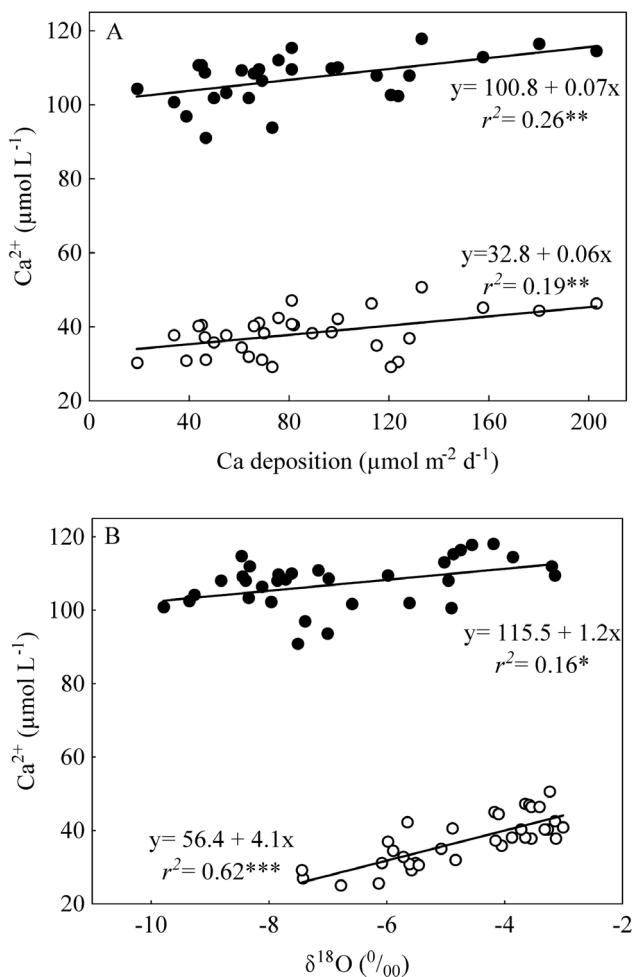 A
120
100
80
60
40
20
Ca²⁺ (µmol L⁻¹)
y= 100.8 + 0.07x
r²= 0.26**
y=32.8 + 0.06x
r²= 0.19**
0 40 80 120 160 200
Ca deposition (µmol m⁻² d⁻¹)
B
120
100
80
60
40
20
Ca²⁺ (µmol L⁻¹)
y= 115.5 + 1.2x
r²= 0.16*
y= 56.4 + 4.1x
r²= 0.62***
-10 -8 -6 -4 -2
δ¹⁸O (⁰/₀₀)